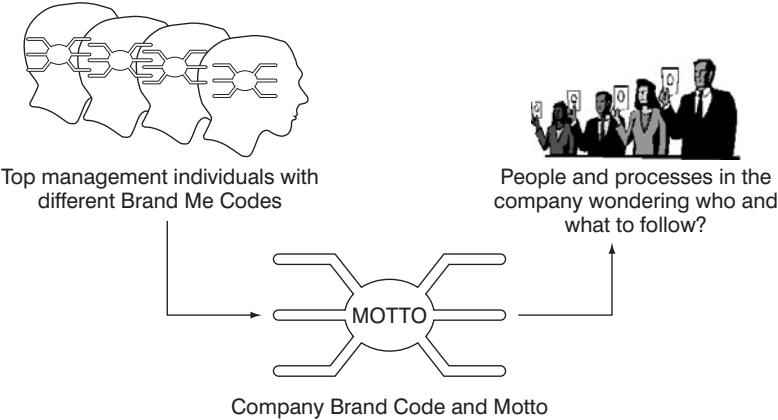 Top management individuals with
different Brand Me Codes
People and processes in the
company wondering who and
what to follow?
MOTTO
Company Brand Code and Motto